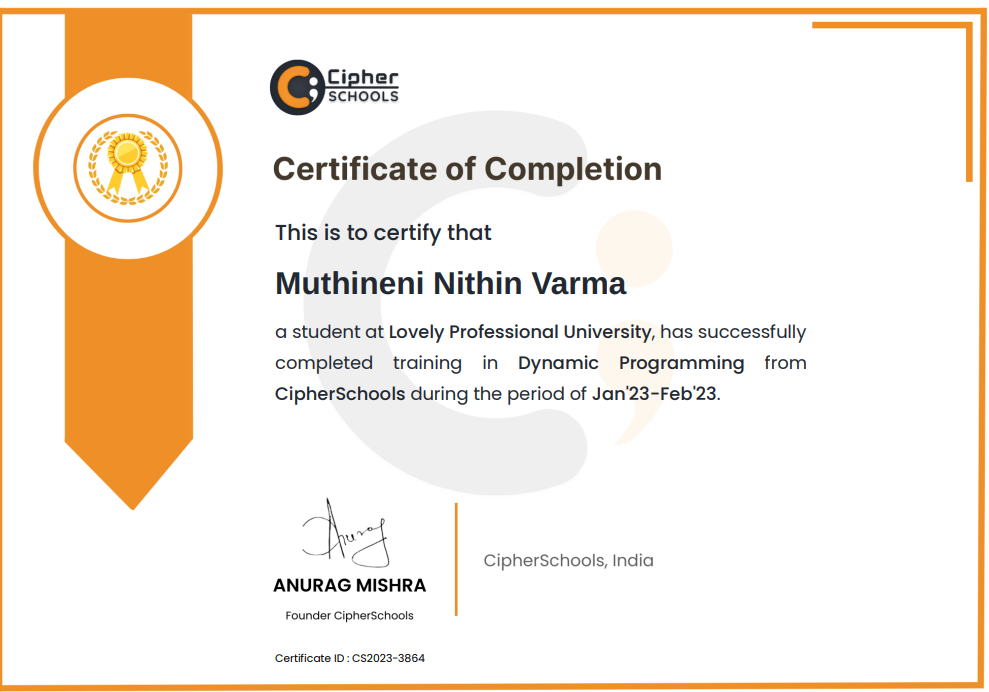 Cipher
SCHOOLS
Certificate of Completion
This is to certify that
Muthineni Nithin Varma
a student at Lovely Professional University, has successfully
completed training in Dynamic Programming from
CipherSchools during the period of Jan'23-Feb'23.
Anurag
ANURAG MISHRA
Founder CipherSchools
CipherSchools, India
Certificate ID : CS2023-3864